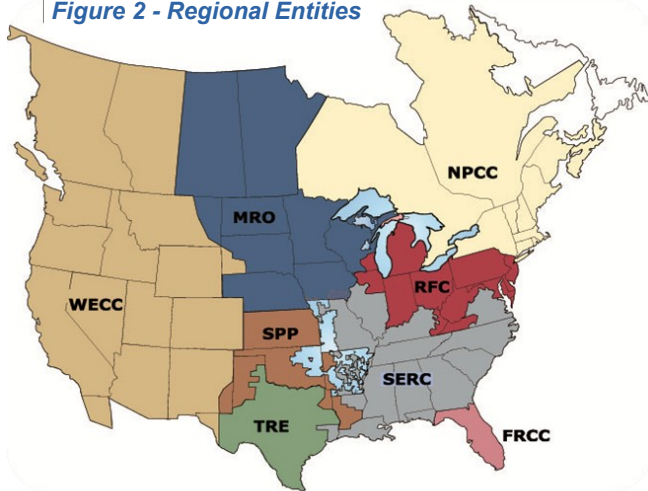 Figure 2 - Regional Entities
NPCC
MRO
RFC
WECC
SPP
SERC
TRE
FRCC